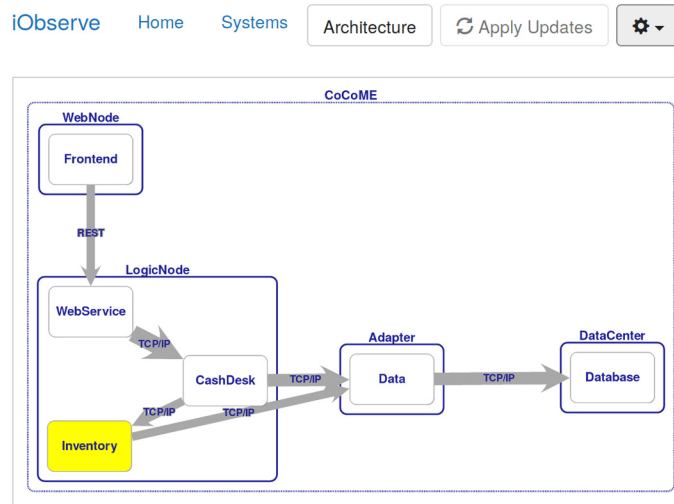 iObserve Home Systems Architecture Apply Updates
CoCoME
WebNode
Frontend
REST
LogicNode
WebService
TCP/IP
Adapter
DataCenter
CashDesk
TCP/IP
Data
TCP/IP
Database
TCP/IP
TCP/IP
Inventory